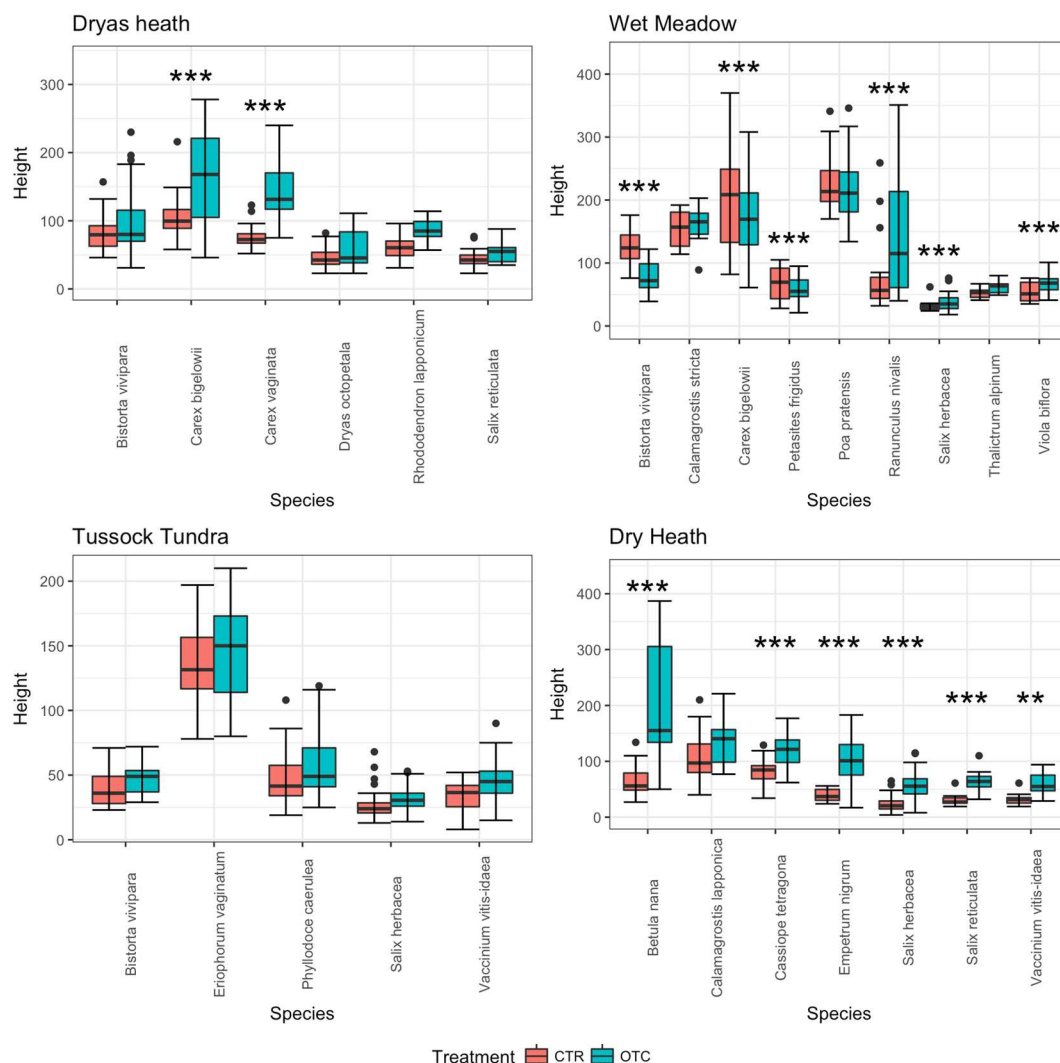 Dryas heath
Height
300
200
100
0
***
***
Bistorta vivipara
Carex bigelowii
Carex vaginata
Dryas octopetala
Rhododendron lapponicum
Salix reticulata
Species
Wet Meadow
Height
400
300
200
100
0
***
***
***
***
***
***
Bistorta vivipara
Calamagrostis stricta
Carex bigelowii
Petasites frigidus
Poa pratensis
Ranunculus nivalis
Salix herbacea
Thalictrum alpinum
Viola biflora
Species
Tussock Tundra
Height
200
150
100
50
0
Bistorta vivipara
Eriophorum vaginatum
Phyllodoce caerulea
Salix herbacea
Vaccinium vitis-idaea
Species
Dry Heath
Height
400
300
200
100
0
***
***
***
***
***
**
Betula nana
Calamagrostis lapponica
Cassiope tetragona
Empetrum nigrum
Salix herbacea
Salix reticulata
Vaccinium vitis-idaea
Species
Treatment CTR OTC